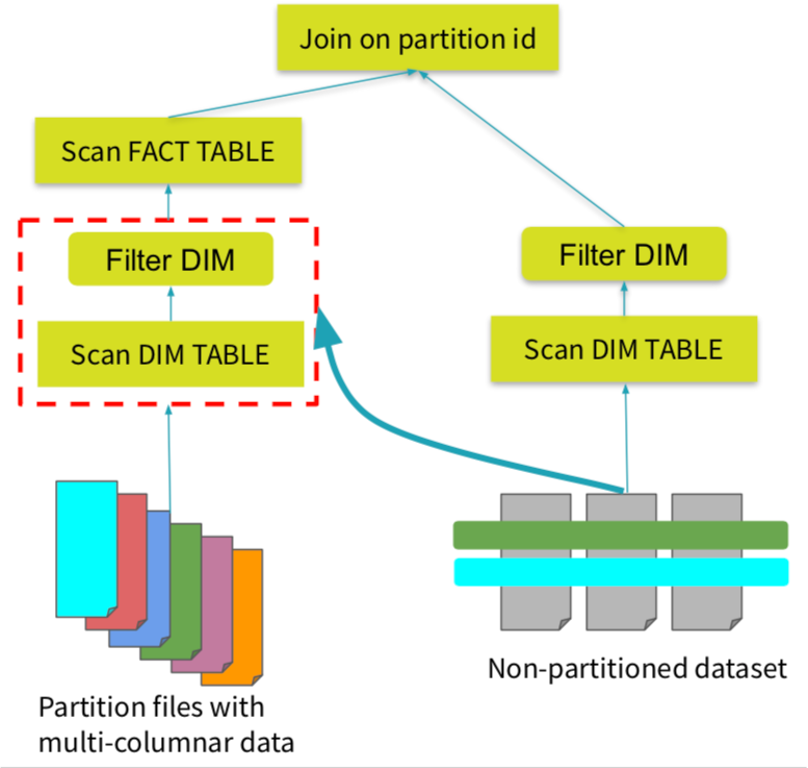 Join on partition id
Scan FACT TABLE
Filter DIM
Filter DIM
Scan DIM TABLE
Scan DIM TABLE
Non-partitioned dataset
Partition files with
multi-columnar data